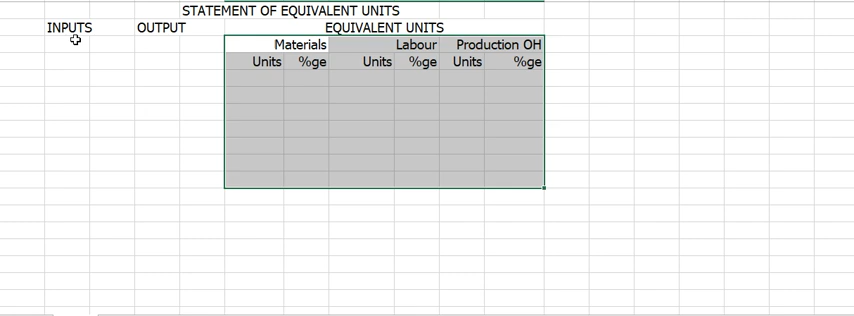 STATEMENT OF EQUIVALENT UNITS
INPUTS OUTPUT EQUIVALENT UNITS
Materials Labour Production OH
Units %ge Units %ge Units %ge